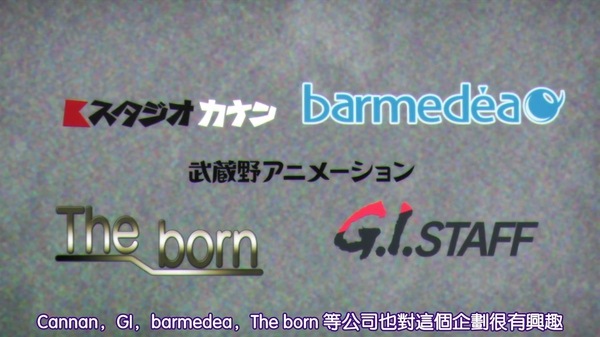 スタジオカナン
barmedéa
武蔵野アニメーション
The born
G.I.STAFF
Cannan，GI，barmedea，The born 等公司也對這個企劃很有興趣